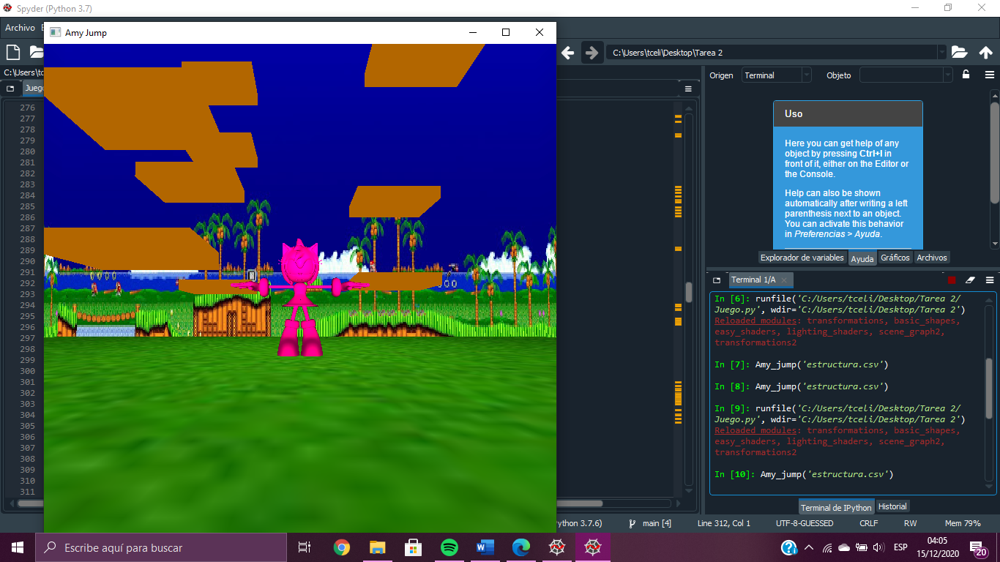 Spyder (Python 3.7)
Archivo
Amy Jump
C:\Users\tceli\Desktop\Tarea 2
C:\Users\tc
Origen
Terminal
Objeto
276
277
278
279
280
281
282
283
284
285
286
287
288
289
290
291
292
293
294
295
296
297
298
299
300
301
302
303
304
305
306
307
308
309
310
311
Uso
Here you can get help of any
object by pressing Ctrl+I in
front of it, either on the Editor or
the Console.
Help can also be shown
automatically after writing a left
parenthesis next to an object.
You can activate this behavior
in Preferencias > Ayuda.
Explorador de variables
Ayuda
Gráficos
Archivos
Terminal 1/A
In [6]: runfile('C:/Users/tceli/Desktop/Tarea 2/
Juego.py', wdir='C:/Users/tceli/Desktop/Tarea 2')
Reloaded modules: transformations, basic_shapes,
easy_shaders, lighting_shaders, scene_graph2,
transformations2
In [7]: Amy_jump('estructura.csv')
In [8]: Amy_jump('estructura.csv')
In [9]: runfile('C:/Users/tceli/Desktop/Tarea 2/
Juego.py', wdir='C:/Users/tceli/Desktop/Tarea 2')
Reloaded modules: transformations, basic_shapes,
easy_shaders, lighting_shaders, scene_graph2,
transformations2
In [10]: Amy_jump('estructura.csv')
Terminal de IPython
Historial
ython 3.7.6)
main [4]
Line 312, Col 1
UTF-8-GUESSED
CRLF
RW
Mem 79%
Escribe aquí para buscar
ESP
04:05
15/12/2020
20